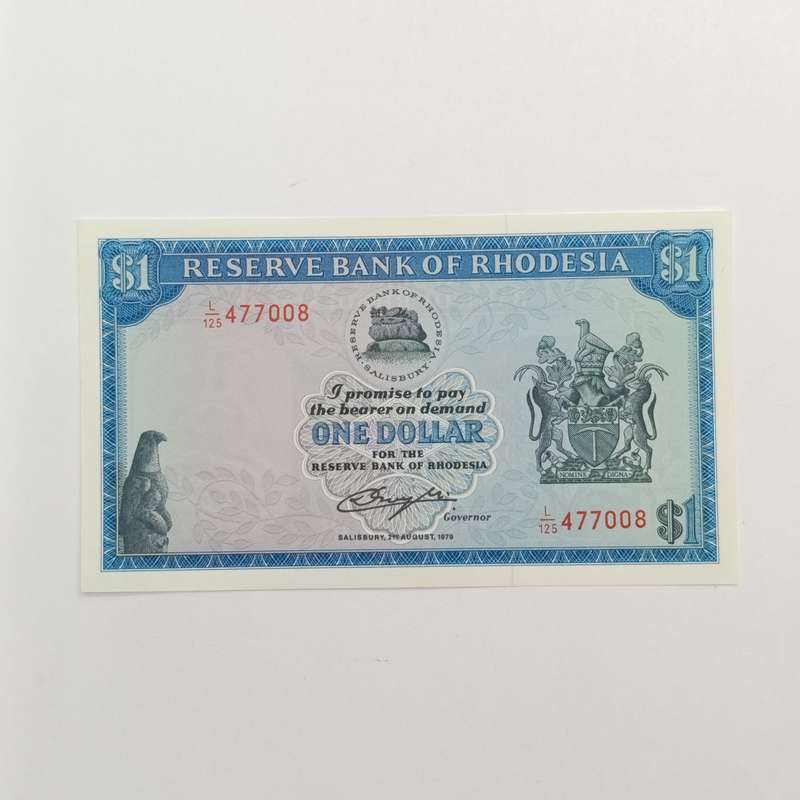 $1 RESERVE BANK OF RHODESIA $1
L/125 477008
RESERVE BANK OF RHODESIA
· SALISBURY ·
I promise to pay
the bearer on demand
ONE DOLLAR
FOR THE
RESERVE BANK OF RHODESIA
Governor
SALISBURY, 2ND AUGUST, 1979
SIT NOMINE DIGNA
L/125 477008 $1